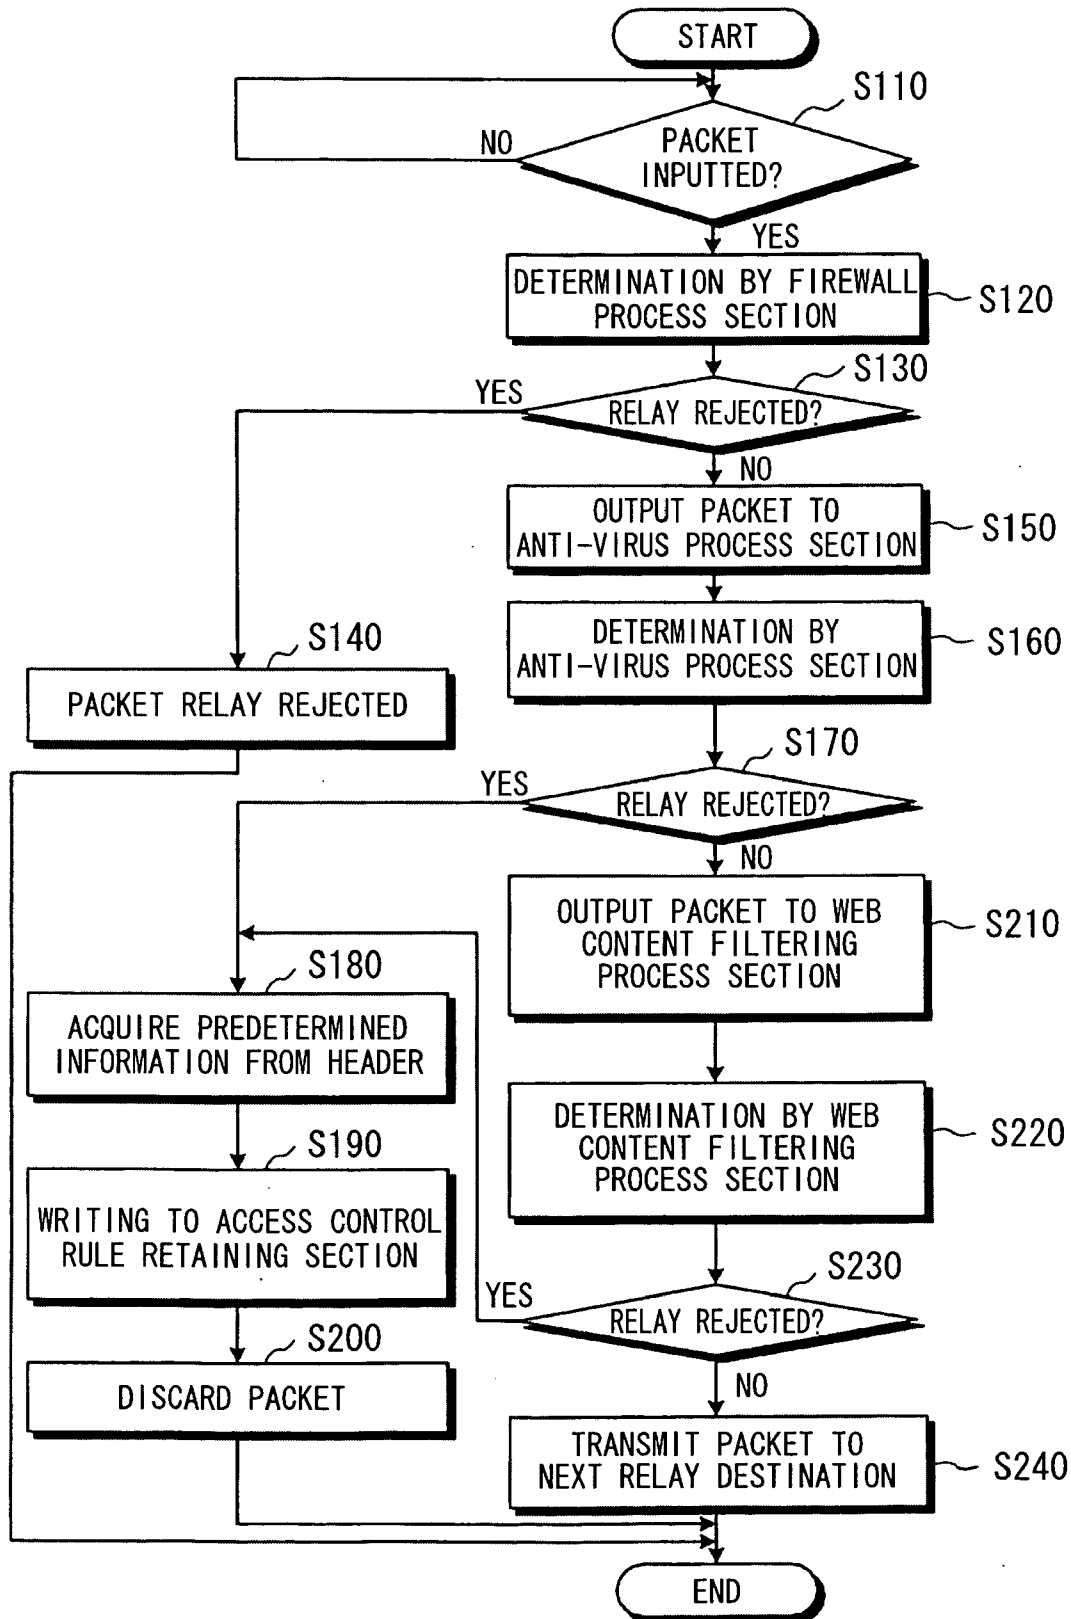 START
S110
PACKET
INPUTTED?
NO
YES
DETERMINATION BY FIREWALL
PROCESS SECTION
S120
S130
YES
RELAY REJECTED?
NO
OUTPUT PACKET TO
ANTI-VIRUS PROCESS SECTION
S150
DETERMINATION BY
ANTI-VIRUS PROCESS SECTION
S160
S140
PACKET RELAY REJECTED
S170
YES
RELAY REJECTED?
NO
OUTPUT PACKET TO WEB
CONTENT FILTERING
PROCESS SECTION
S210
S180
ACQUIRE PREDETERMINED
INFORMATION FROM HEADER
DETERMINATION BY WEB
CONTENT FILTERING
PROCESS SECTION
S220
S190
WRITING TO ACCESS CONTROL
RULE RETAINING SECTION
S230
YES
RELAY REJECTED?
NO
S200
DISCARD PACKET
TRANSMIT PACKET TO
NEXT RELAY DESTINATION
S240
END